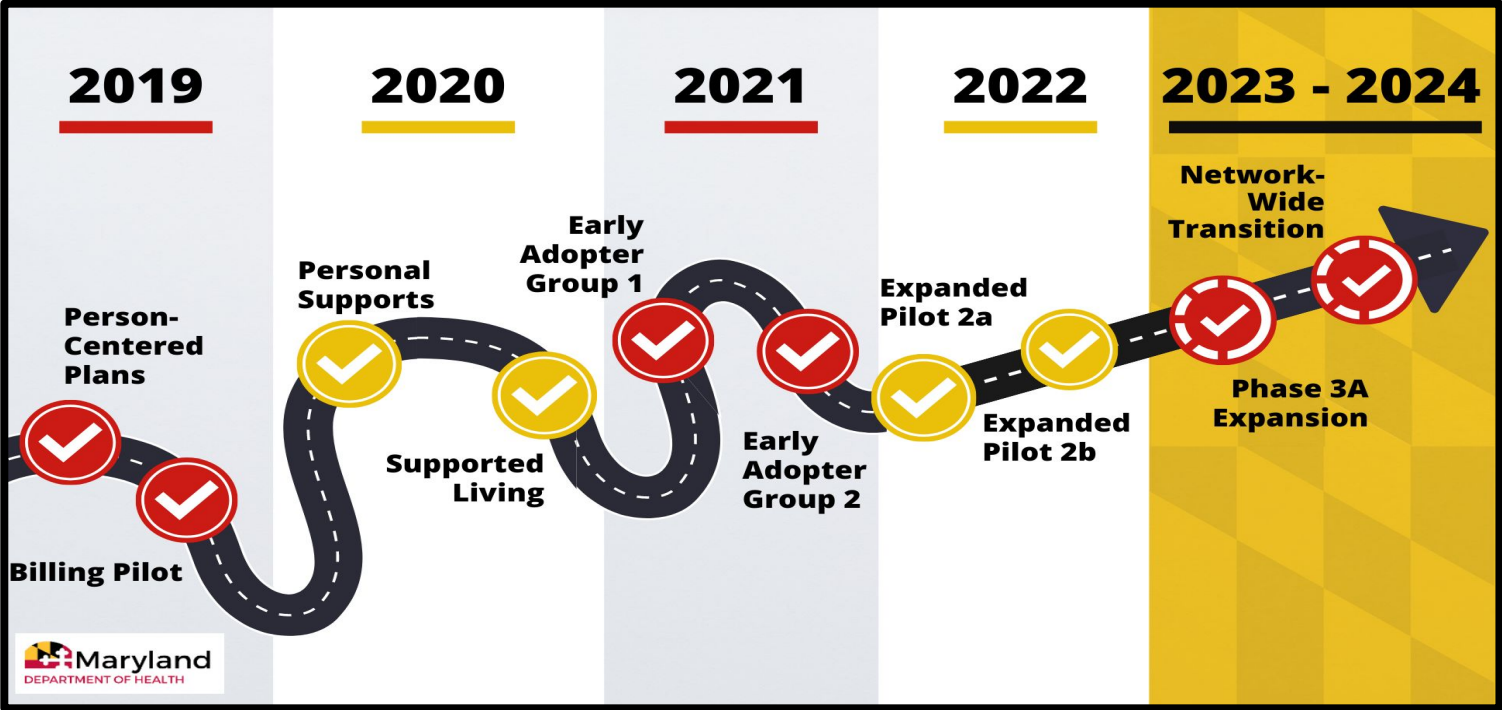 2019
2020
2021
2022
2023 - 2024
Person-
Centered
Plans
Billing Pilot
Personal
Supports
Supported
Living
Early
Adopter
Group 1
Early
Adopter
Group 2
Expanded
Pilot 2a
Expanded
Pilot 2b
Network-
Wide
Transition
Phase 3A
Expansion
Maryland
DEPARTMENT OF HEALTH